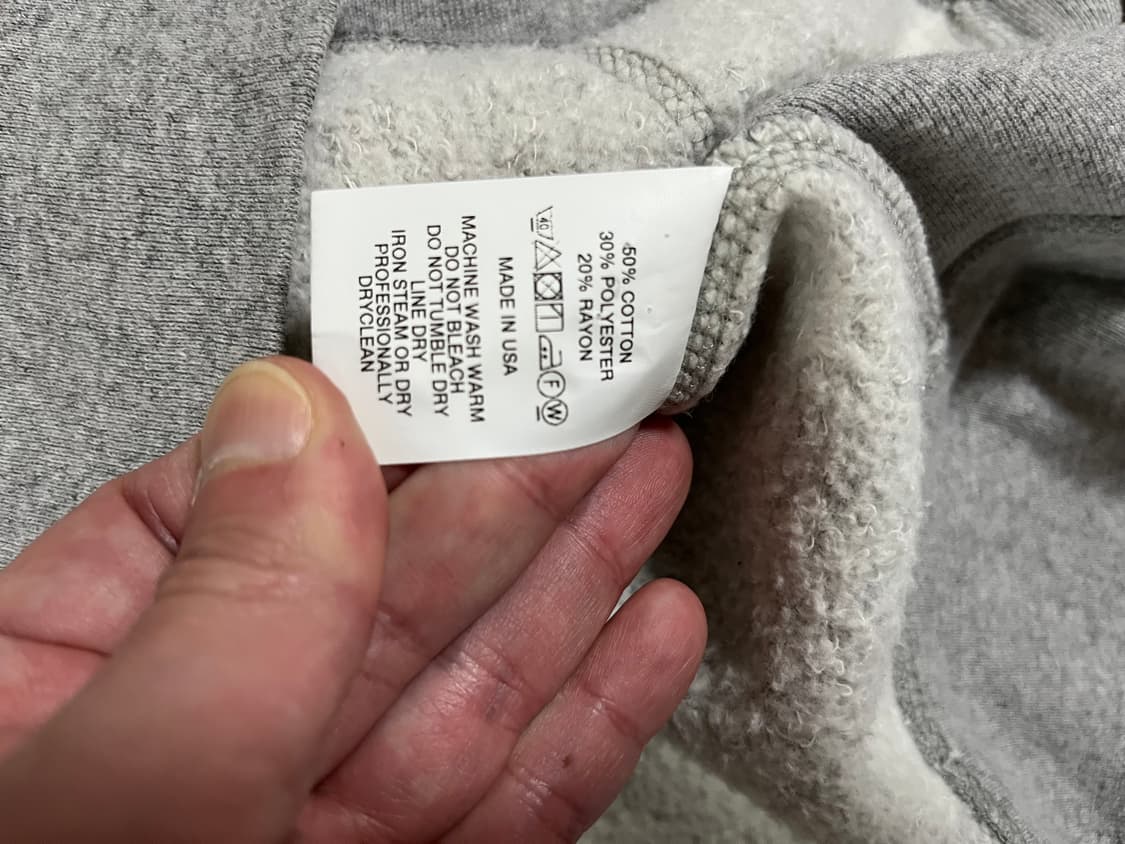 50% COTTON
30% POLYESTER
20% RAYON
40 F W
MADE IN USA
MACHINE WASH WARM
DO NOT BLEACH
DO NOT TUMBLE DRY
LINE DRY
IRON STEAM OR DRY
PROFESSIONALLY
DRYCLEAN